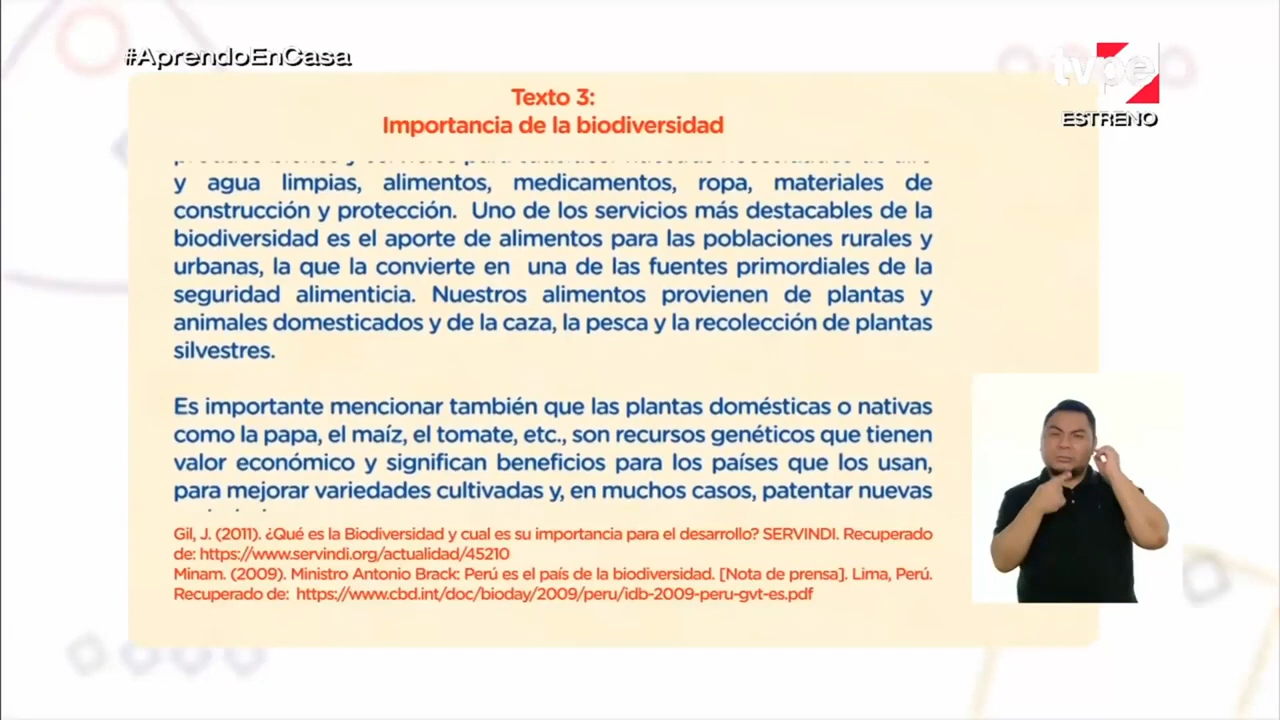 #AprendoEnCasa
tvpe
ESTRENO
Texto 3:
Importancia de la biodiversidad
y agua limpias, alimentos, medicamentos, ropa, materiales de
construcción y protección. Uno de los servicios más destacables de la
biodiversidad es el aporte de alimentos para las poblaciones rurales y
urbanas, la que la convierte en una de las fuentes primordiales de la
seguridad alimenticia. Nuestros alimentos provienen de plantas y
animales domesticados y de la caza, la pesca y la recolección de plantas
silvestres.
Es importante mencionar también que las plantas domésticas o nativas
como la papa, el maíz, el tomate, etc., son recursos genéticos que tienen
valor económico y significan beneficios para los países que los usan,
para mejorar variedades cultivadas y, en muchos casos, patentar nuevas
Gil, J. (2011). ¿Qué es la Biodiversidad y cual es su importancia para el desarrollo? SERVINDI. Recuperado
de: https://www.servindi.org/actualidad/45210
Minam. (2009). Ministro Antonio Brack: Perú es el país de la biodiversidad. [Nota de prensa]. Lima, Perú.
Recuperado de: https://www.cbd.int/doc/bioday/2009/peru/idb-2009-peru-gvt-es.pdf